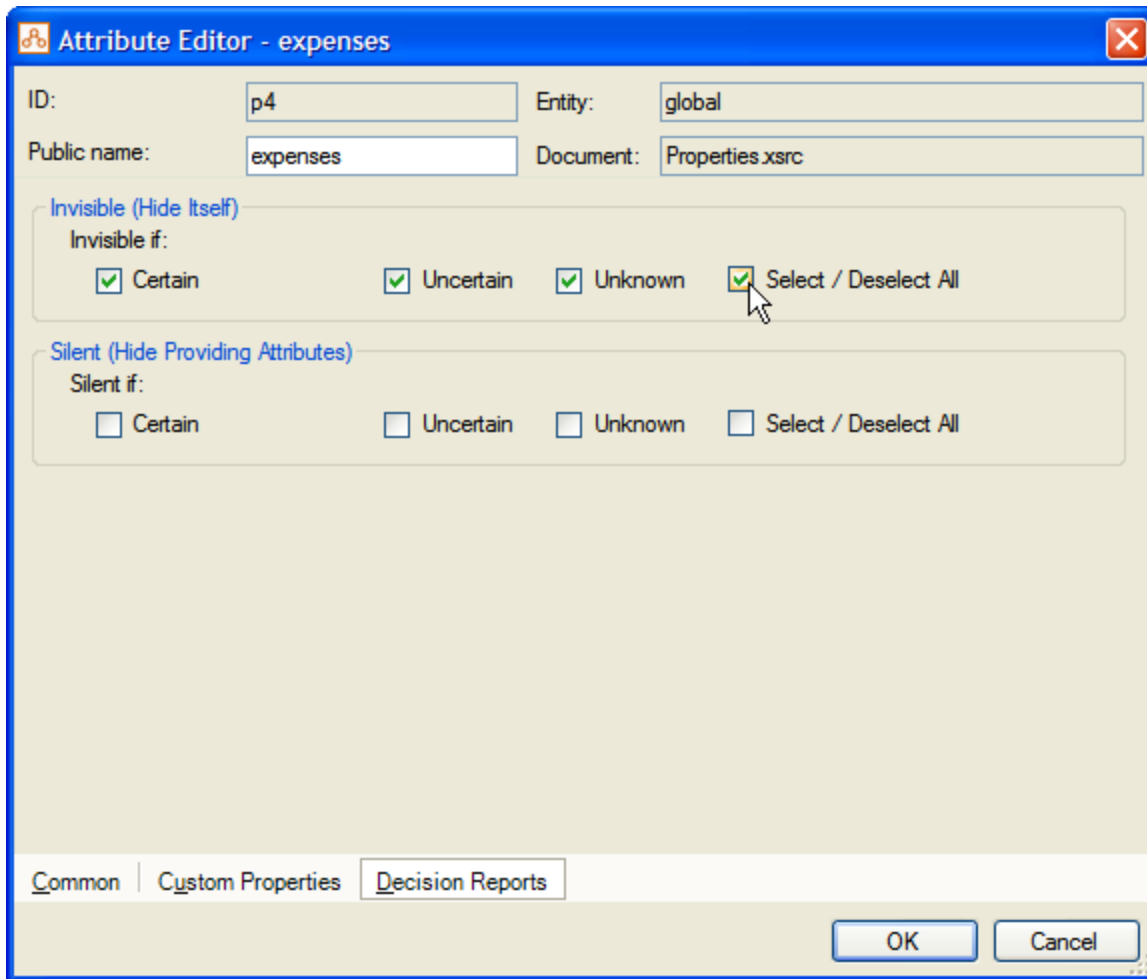 Attribute Editor - expenses
ID: p4 Entity: global
Public name: expenses Document: Properties.xsrc
Invisible (Hide Itself)
Invisible if:
Certain Uncertain Unknown Select / Deselect All
Silent (Hide Providing Attributes)
Silent if:
Certain Uncertain Unknown Select / Deselect All
Common Custom Properties Decision Reports
OK Cancel